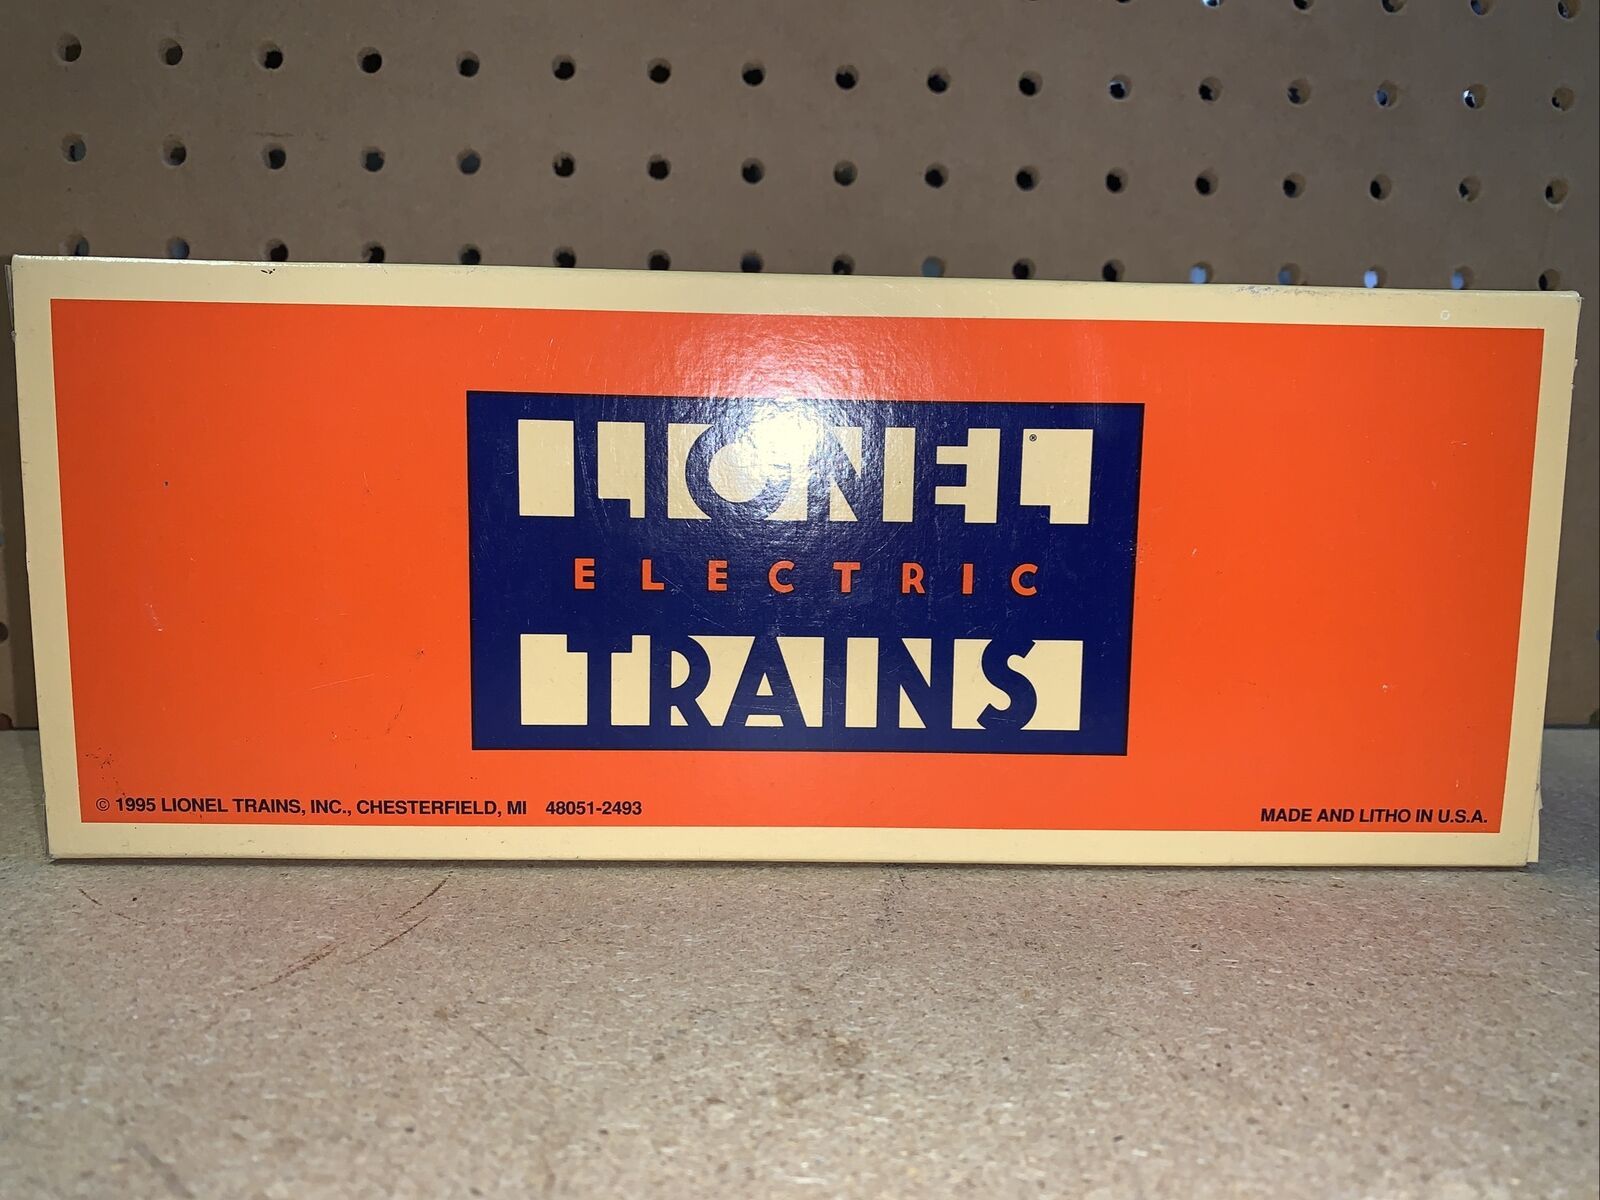 LIONEL®
ELECTRIC
TRAINS
© 1995 LIONEL TRAINS, INC., CHESTERFIELD, MI 48051-2493
MADE AND LITHO IN U.S.A.